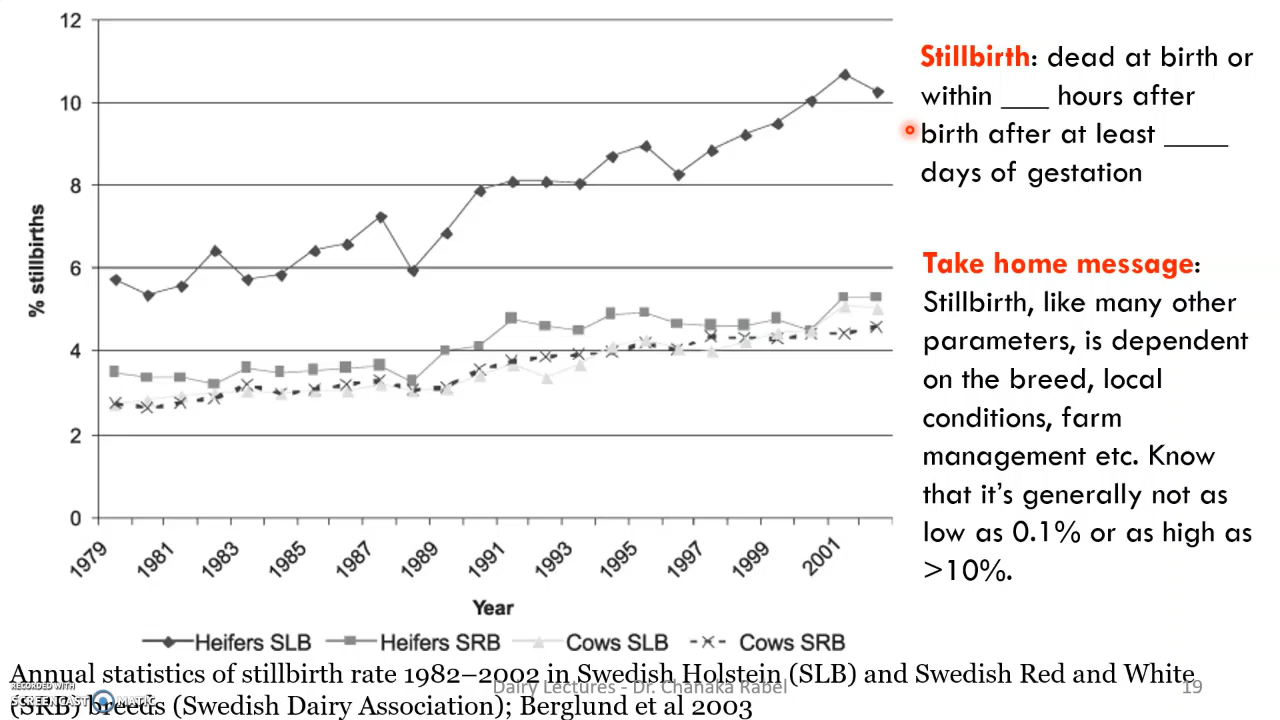 12
10
8
6
4
2
0
% stillbirths
1979
1981
1983
1985
1987
1989
1991
1993
1995
1997
1999
2001
Year
Heifers SLB
Heifers SRB
Cows SLB
Cows SRB
Stillbirth: dead at birth or
within ___ hours after
birth after at least ____
days of gestation
Take home message:
Stillbirth, like many other
parameters, is dependent
on the breed, local
conditions, farm
management etc. Know
that it's generally not as
low as 0.1% or as high as
>10%.
Annual statistics of stillbirth rate 1982–2002 in Swedish Holstein (SLB) and Swedish Red and White
(SRB) breeds (Swedish Dairy Association); Berglund et al 2003
Dairy Lectures - Dr. Chanaka Rabel
19
RECORDED WITH
SCREENCAST MATIC